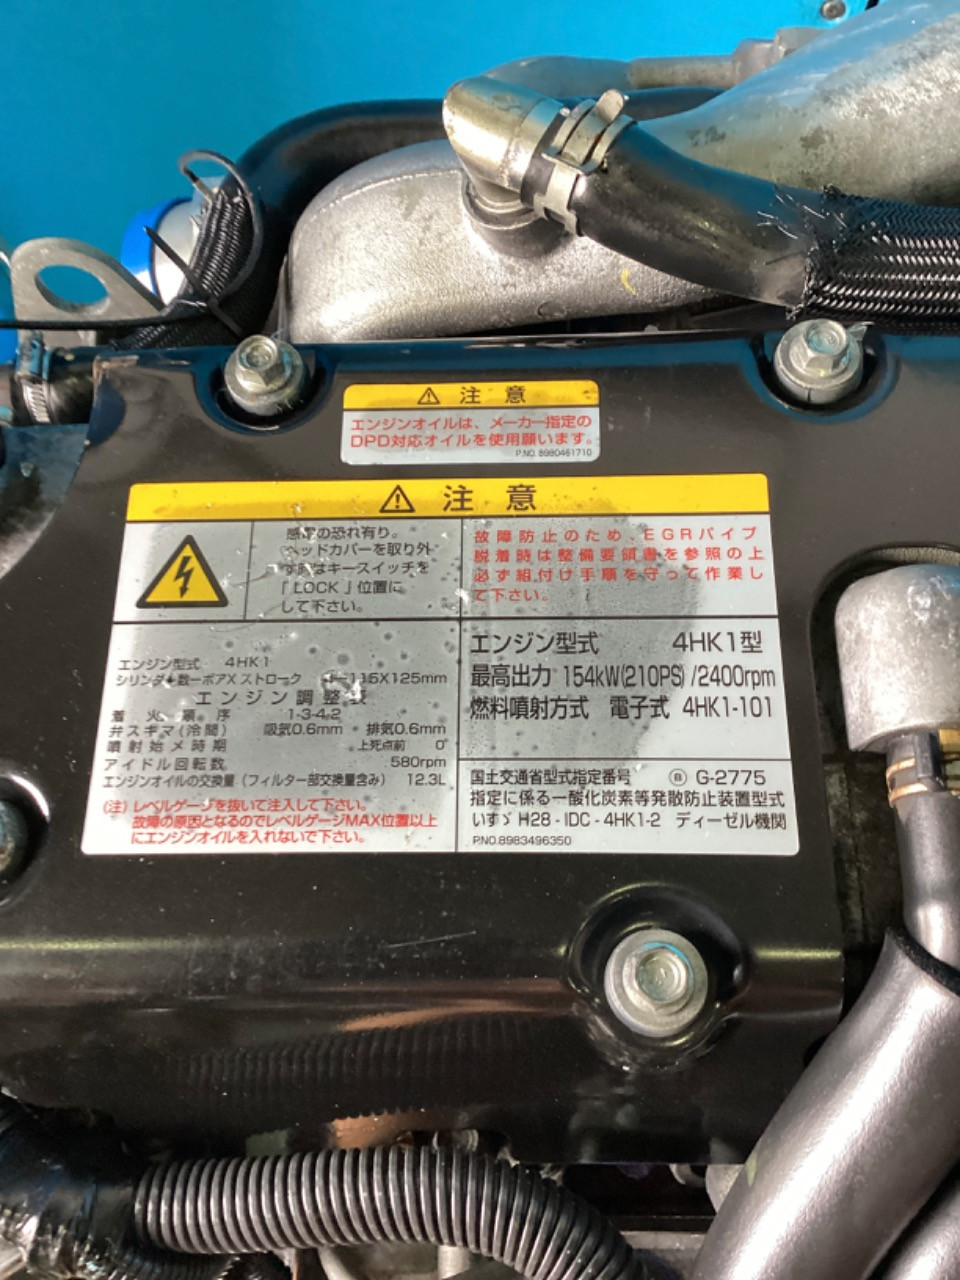 ⚠ 注意
エンジンオイルは、メーカー指定の
DPD対応オイルを使用願います。
P.NO. 8980461710
⚠ 注意
感電の恐れ有り。
ヘッドカバーを取り外
す時はキースイッチを
「LOCK」位置に
して下さい。
故障防止のため、EGRパイプ
脱着時は整備要領書を参照の上
必ず組付け手順を守って作業し
て下さい。
エンジン型式 4HK1
シリンダ数ーボアXストローク 115X125mm
エンジン調整表
着火順序 1-3-4-2
弁スキマ(冷間) 吸気0.6mm 排気0.6mm
噴射始メ時期 上死点前 0°
アイドル回転数 580rpm
エンジンオイルの交換量(フィルター部交換量含み) 12.3L
(注)レベルゲージを抜いて注入して下さい。
故障の原因となるのでレベルゲージMAX位置以上
にエンジンオイルを入れないで下さい。
エンジン型式 4HK1型
最高出力 154kW(210PS)/2400rpm
燃料噴射方式 電子式 4HK1-101
国土交通省型式指定番号 G-2775
指定に係る一酸化炭素等発散防止装置型式
いすゞ H28-IDC-4HK1-2 ディーゼル機関
P.NO.8983496350